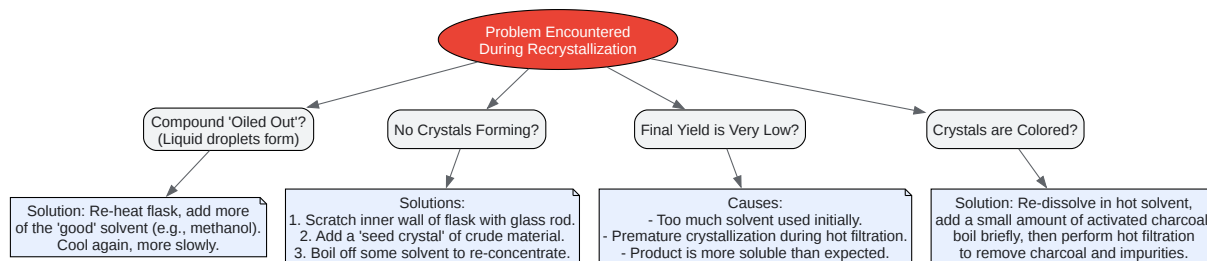 Problem Encountered
During Recrystallization
Compound 'Oiled Out'?
(Liquid droplets form)
No Crystals Forming?
Final Yield is Very Low?
Crystals are Colored?
Solution: Re-heat flask, add more
of the 'good' solvent (e.g., methanol).
Cool again, more slowly.
Solutions:
1. Scratch inner wall of flask with glass rod.
2. Add a 'seed crystal' of crude material.
3. Boil off some solvent to re-concentrate.
Causes:
- Too much solvent used initially.
- Premature crystallization during hot filtration.
- Product is more soluble than expected.
Solution: Re-dissolve in hot solvent,
add a small amount of activated charcoal,
boil briefly, then perform hot filtration
to remove charcoal and impurities.